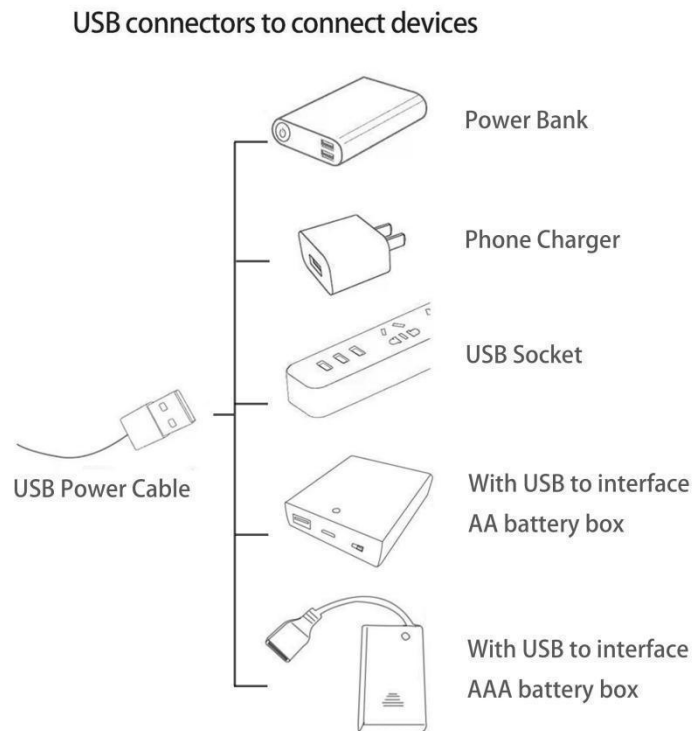 USB connectors to connect devices
Power Bank
Phone Charger
USB Socket
USB Power Cable
With USB to interface
AA battery box
With USB to interface
AAA battery box